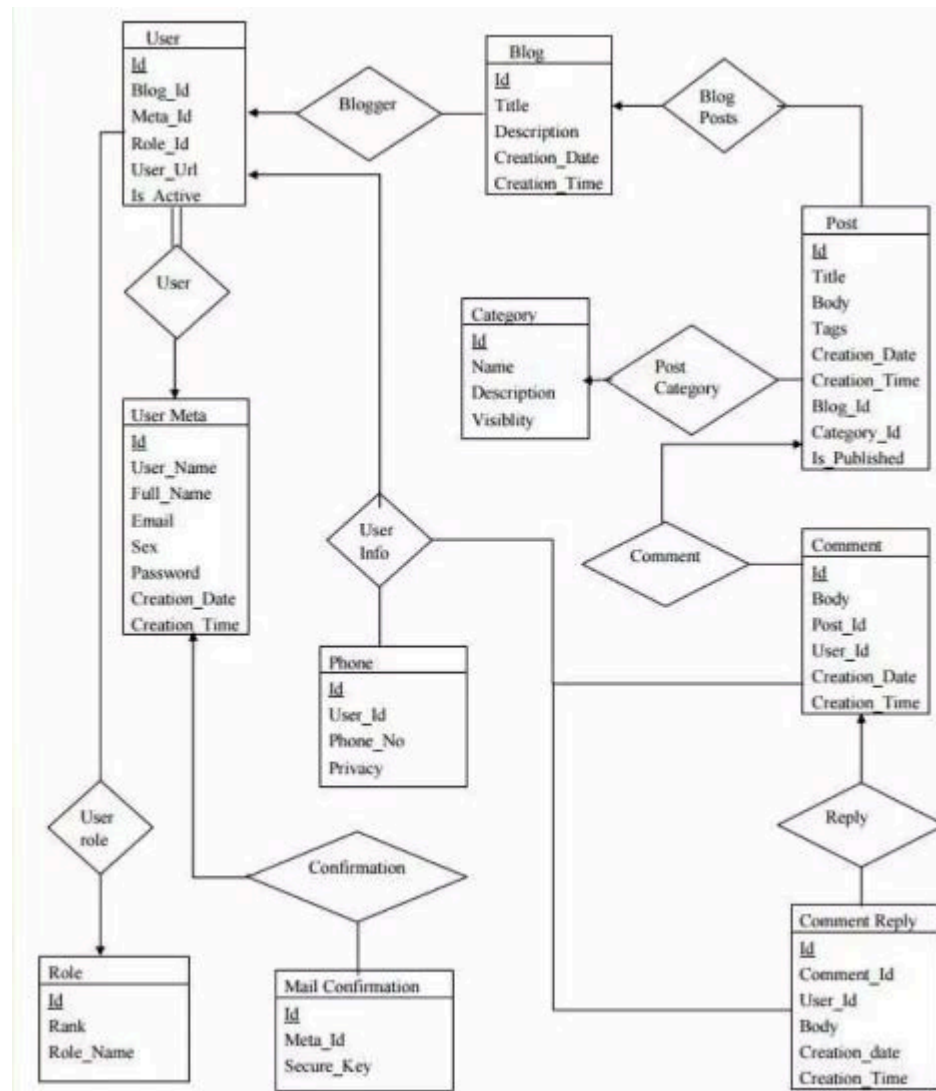 User
Id
Blog_Id
Meta_Id
Role_Id
User_Url
Is_Active
Blogger
Blog
Id
Title
Description
Creation_Date
Creation_Time
Blog
Posts
Post
Id
Title
Body
Tags
Creation_Date
Creation_Time
Blog_Id
Category_Id
Is_Published
User
Category
Id
Name
Description
Visiblity
Post
Category
User Meta
Id
User_Name
Full_Name
Email
Sex
Password
Creation_Date
Creation_Time
User
Info
Comment
Comment
Id
Body
Post_Id
User_Id
Creation_Date
Creation_Time
Phone
Id
User_Id
Phone_No
Privacy
User
role
Reply
Confirmation
Comment Reply
Id
Comment_Id
User_Id
Body
Creation_date
Creation_Time
Role
Id
Rank
Role_Name
Mail Confirmation
Id
Meta_Id
Secure_Key